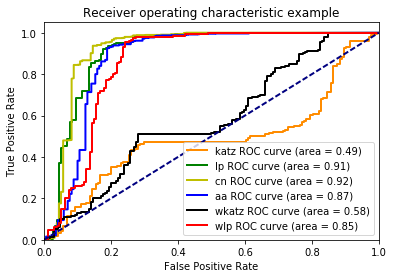 Receiver operating characteristic example
True Positive Rate
1.0
0.8
0.6
0.4
0.2
0.0
katz ROC curve (area = 0.49)
lp ROC curve (area = 0.91)
cn ROC curve (area = 0.92)
aa ROC curve (area = 0.87)
wkatz ROC curve (area = 0.58)
wlp ROC curve (area = 0.85)
0.0 0.2 0.4 0.6 0.8 1.0
False Positive Rate